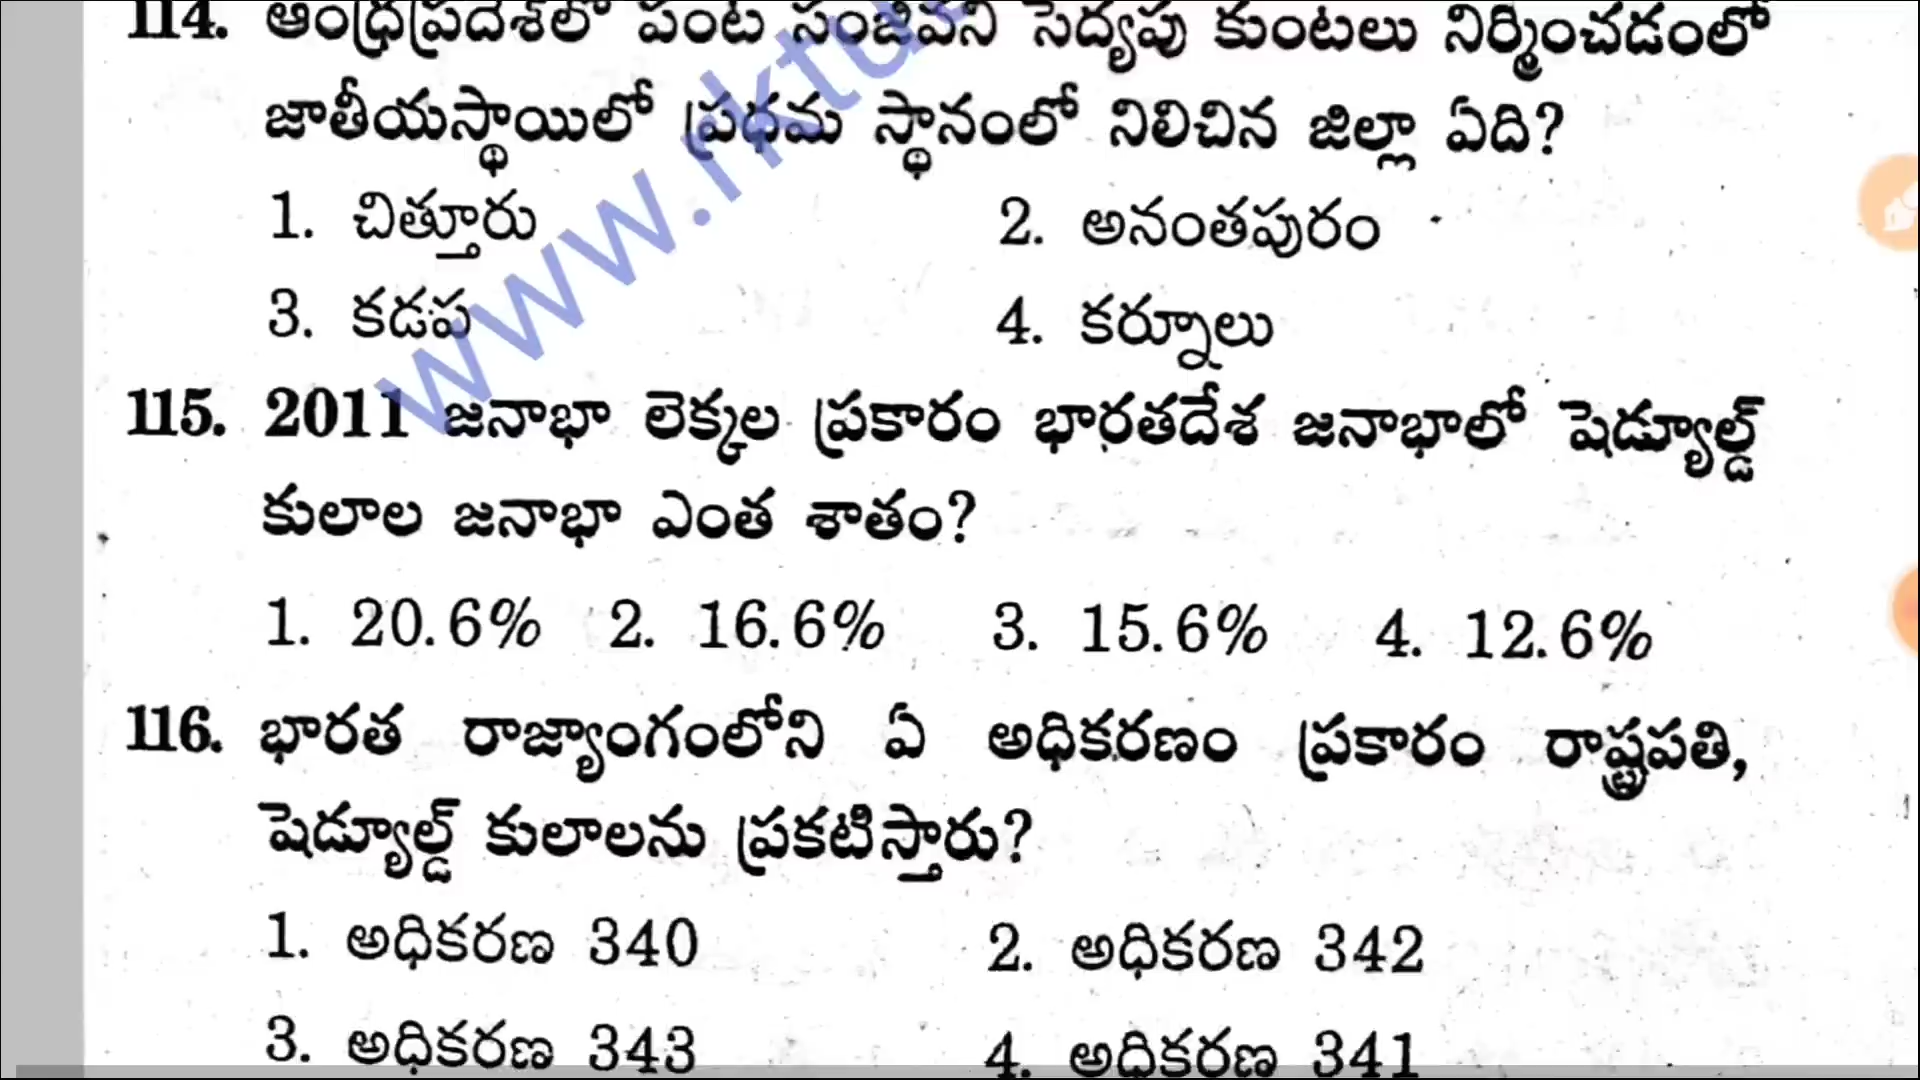 114. ఆంధ్రప్రదేశ్‌లో పంట సంజీవని సేద్యపు కుంటలు నిర్మించడంలో
జాతీయస్థాయిలో ప్రథమ స్థానంలో నిలిచిన జిల్లా ఏది?
1. చిత్తూరు 2. అనంతపురం
3. కడప 4. కర్నూలు
115. 2011 జనాభా లెక్కల ప్రకారం భారతదేశ జనాభాలో షెడ్యూల్డ్
కులాల జనాభా ఎంత శాతం?
1. 20.6% 2. 16.6% 3. 15.6% 4. 12.6%
116. భారత రాజ్యాంగంలోని ఏ అధికరణం ప్రకారం రాష్ట్రపతి,
షెడ్యూల్డ్ కులాలను ప్రకటిస్తారు?
1. అధికరణ 340 2. అధికరణ 342
3. అధికరణ 343 4. అధికరణ 341
www.rktu